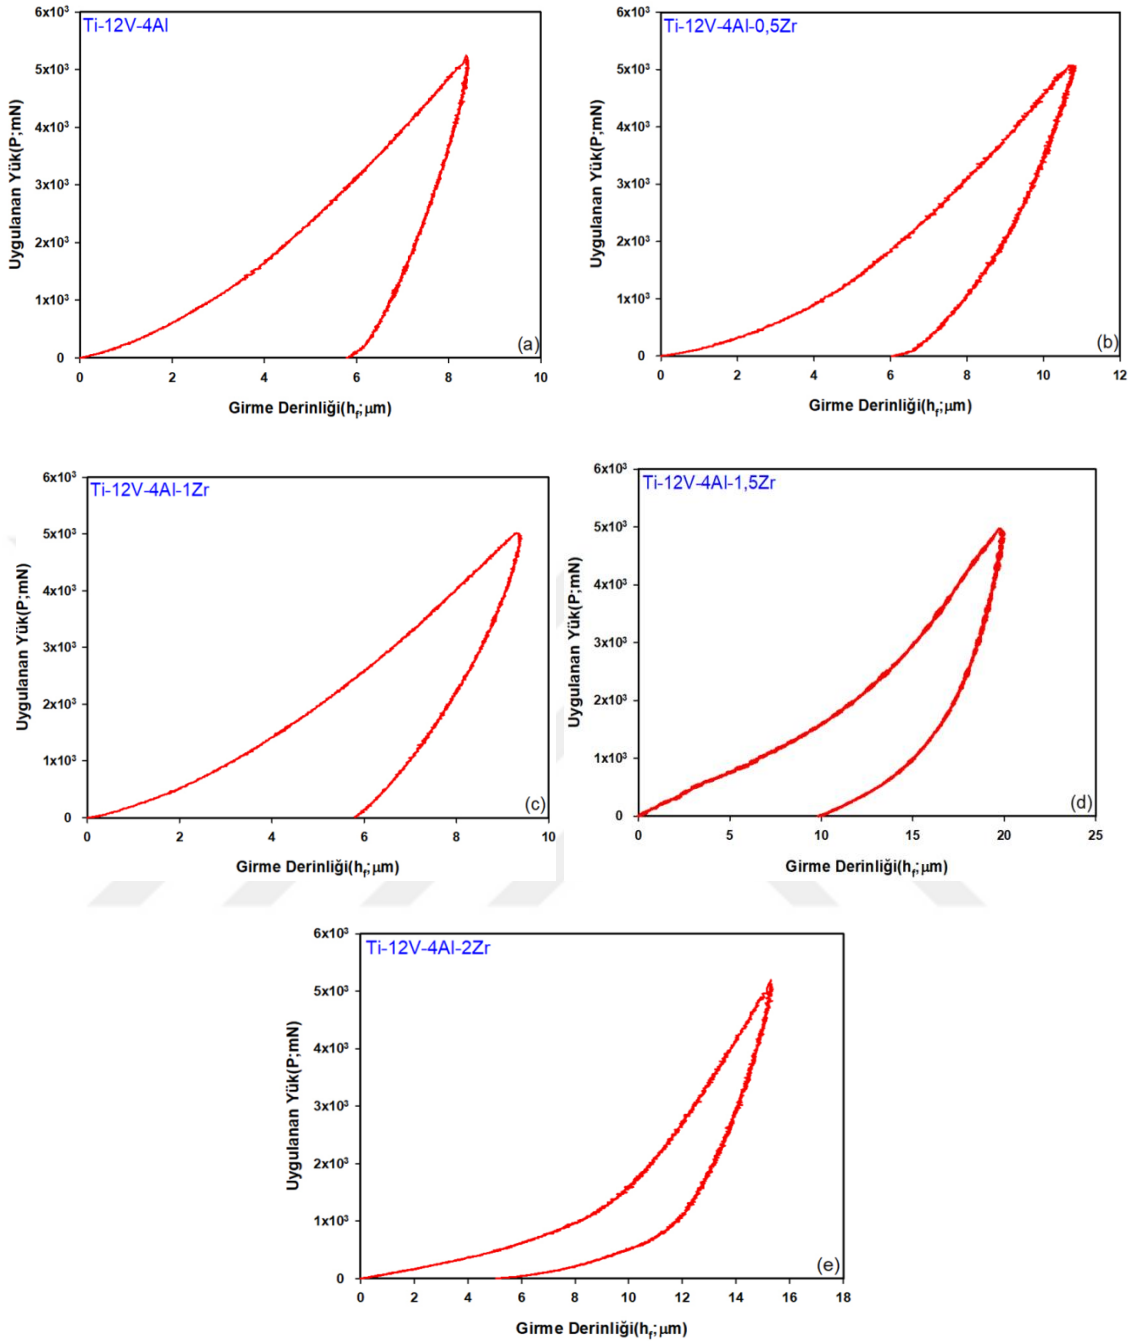 Ti-12V-4Al
6x10³
5x10³
4x10³
3x10³
2x10³
1x10³
0
Uygulanan Yük(P;mN)
(a)
0 2 4 6 8 10
Girme Derinliği(hf;µm)
Ti-12V-4Al-0,5Zr
6x10³
5x10³
4x10³
3x10³
2x10³
1x10³
0
Uygulanan Yük(P;mN)
(b)
0 2 4 6 8 10 12
Girme Derinliği(hf;µm)
Ti-12V-4Al-1Zr
6x10³
5x10³
4x10³
3x10³
2x10³
1x10³
0
Uygulanan Yük(P;mN)
(c)
0 2 4 6 8 10
Girme Derinliği(hf;µm)
Ti-12V-4Al-1,5Zr
6x10³
5x10³
4x10³
3x10³
2x10³
1x10³
0
Uygulanan Yük(P;mN)
(d)
0 5 10 15 20 25
Girme Derinliği(hf;µm)
Ti-12V-4Al-2Zr
6x10³
5x10³
4x10³
3x10³
2x10³
1x10³
0
Uygulanan Yük(P;mN)
(e)
0 2 4 6 8 10 12 14 16 18
Girme Derinliği(hf;µm)